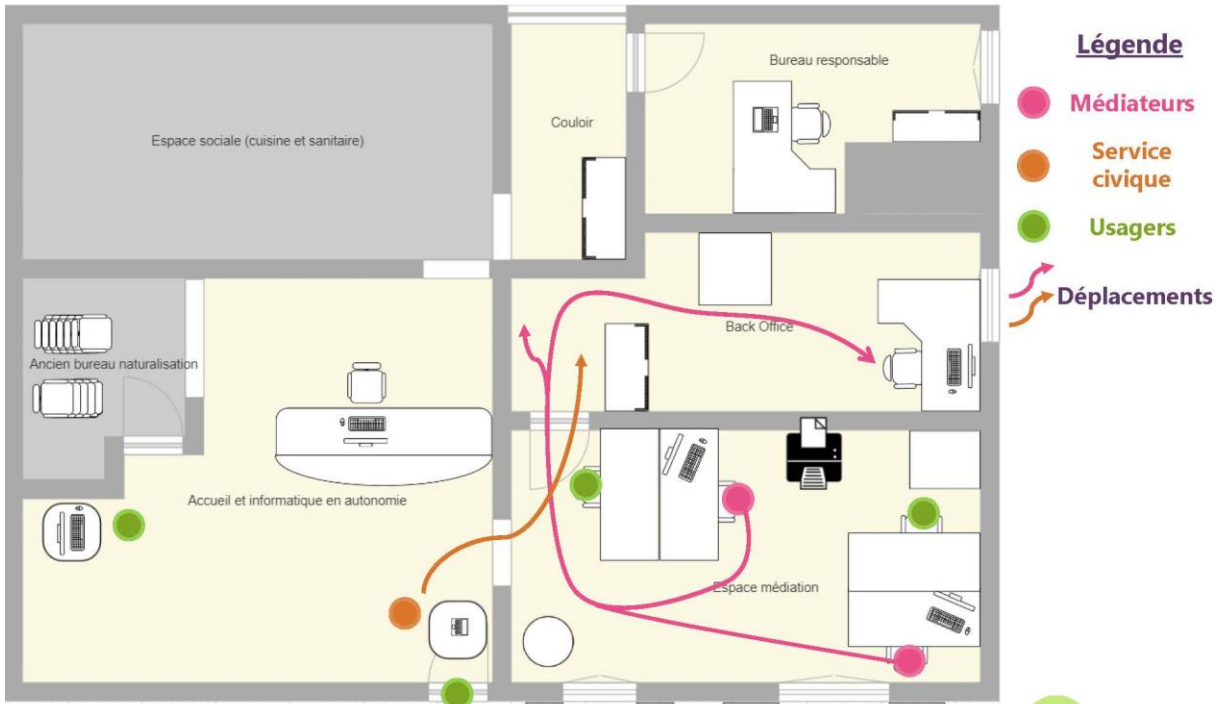 Légende
Bureau responsable
Médiateurs
Couloir
Espace sociale (cuisine et sanitaire)
Service
civique
Usagers
Déplacements
Back Office
Ancien bureau naturalisation
Accueil et informatique en autonomie
Espace médiation